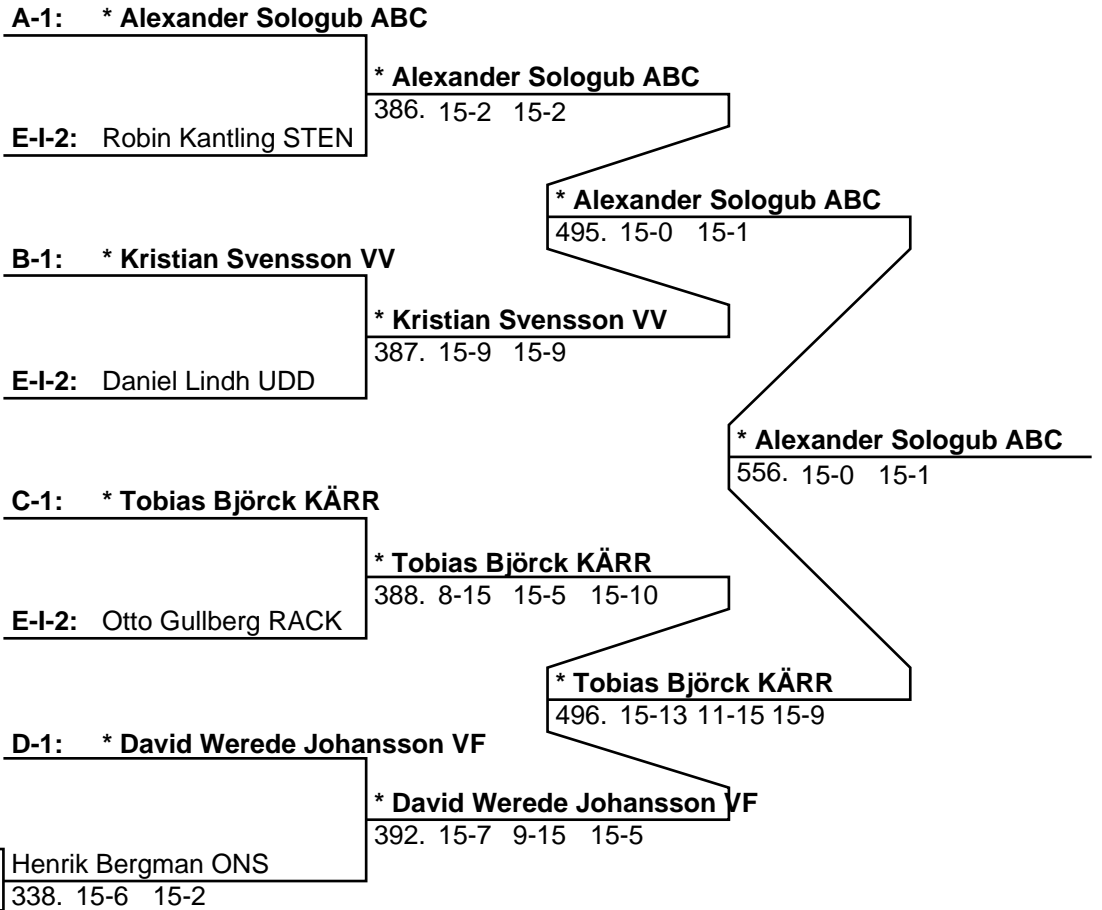 A-1: * Alexander Sologub ABC
* Alexander Sologub ABC
386. 15-2 15-2
E-I-2: Robin Kantling STEN
* Alexander Sologub ABC
495. 15-0 15-1
B-1: * Kristian Svensson VV
* Kristian Svensson VV
387. 15-9 15-9
E-I-2: Daniel Lindh UDD
* Alexander Sologub ABC
556. 15-0 15-1
C-1: * Tobias Björck KÄRR
* Tobias Björck KÄRR
388. 8-15 15-5 15-10
E-I-2: Otto Gullberg RACK
* Tobias Björck KÄRR
496. 15-13 11-15 15-9
D-1: * David Werede Johansson VF
* David Werede Johansson VF
392. 15-7 9-15 15-5
Henrik Bergman ONS
338. 15-6 15-2